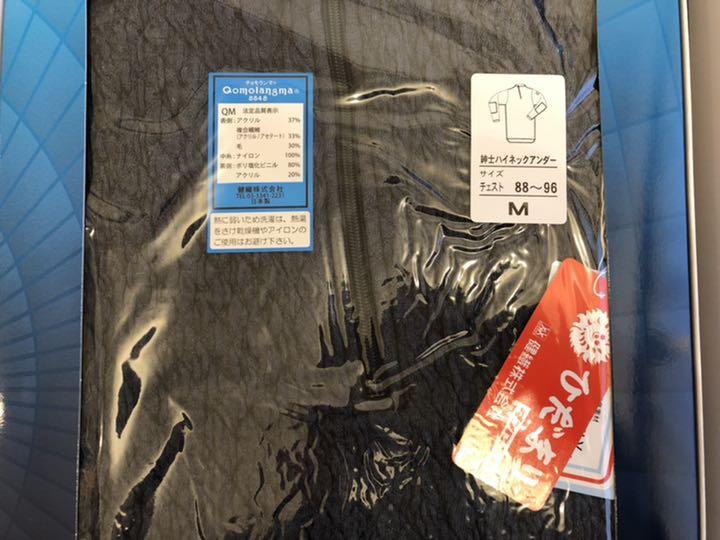 チョモランマ®
Qomolangma®
8848
QM 法定品質表示
表側：アクリル 37%
複合繊維
(アクリル/アセテート) 33%
毛 30%
中糸：ナイロン 100%
裏側：ポリ塩化ビニル 80%
アクリル 20%
健繊株式会社
TEL 03-3341-2231
日本製
熱に弱いため洗濯は、熱湯
をさけ乾燥機やアイロンの
ご使用はお避け下さい。
紳士ハイネックアンダー
サイズ
チェスト 88～96
M
ひだまり
健繊株式会社